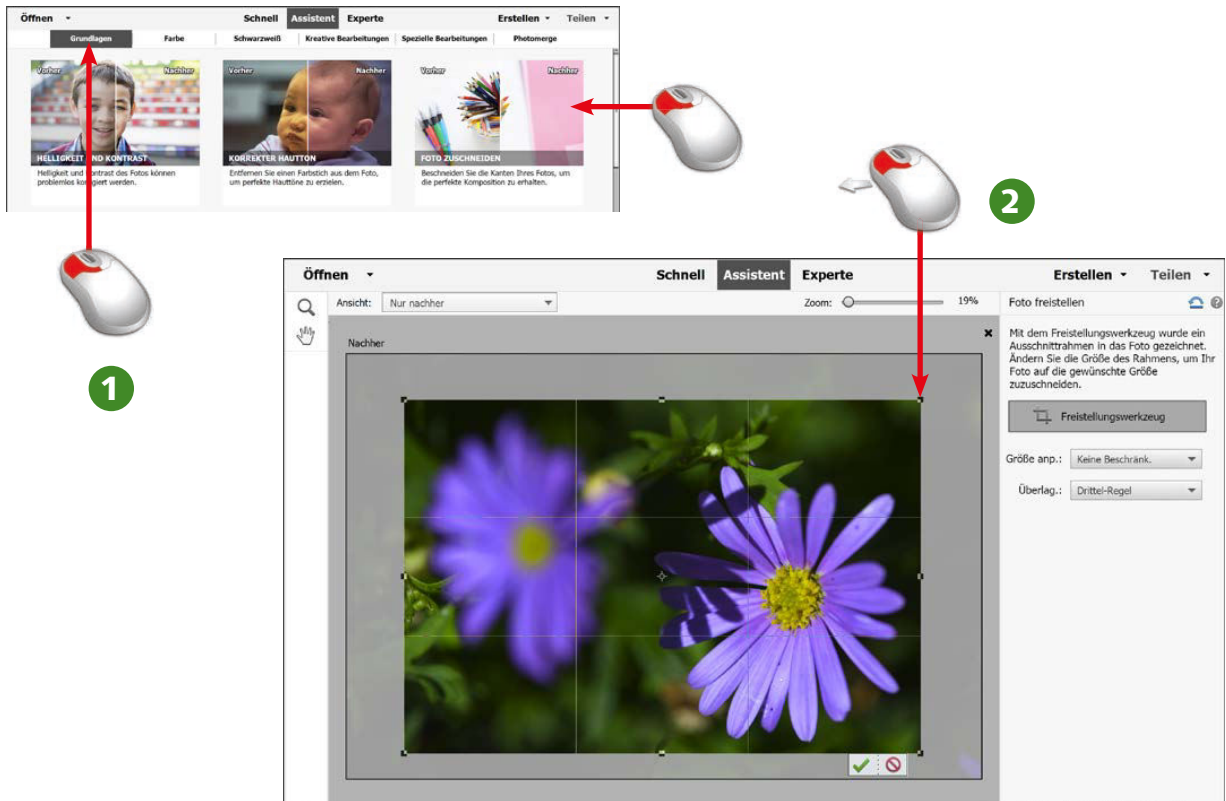 Öffnen Schnell Assistent Experte Erstellen Teilen
Grundlagen Farbe Schwarzweiß Kreative Bearbeitungen Spezielle Bearbeitungen Photomerge
Vorher Nachher
HELLIGKEIT UND KONTRAST
Helligkeit und Kontrast des Fotos können
problemlos korrigiert werden.
Vorher Nachher
KORREKTER HAUTTON
Entfernen Sie einen Farbstich aus dem Foto,
um perfekte Hauttöne zu erzielen.
Vorher Nachher
FOTO ZUSCHNEIDEN
Beschneiden Sie die Kanten Ihres Fotos, um
die perfekte Komposition zu erhalten.
1
2
Öffnen Schnell Assistent Experte Erstellen Teilen
Ansicht: Nur nachher Zoom: 19%
Nachher
Foto freistellen
Mit dem Freistellungswerkzeug wurde ein
Ausschnittrahmen in das Foto gezeichnet.
Ändern Sie die Größe des Rahmens, um Ihr
Foto auf die gewünschte Größe
zuzuschneiden.
Freistellungswerkzeug
Größe anp.: Keine Beschränk.
Überlag.: Drittel-Regel